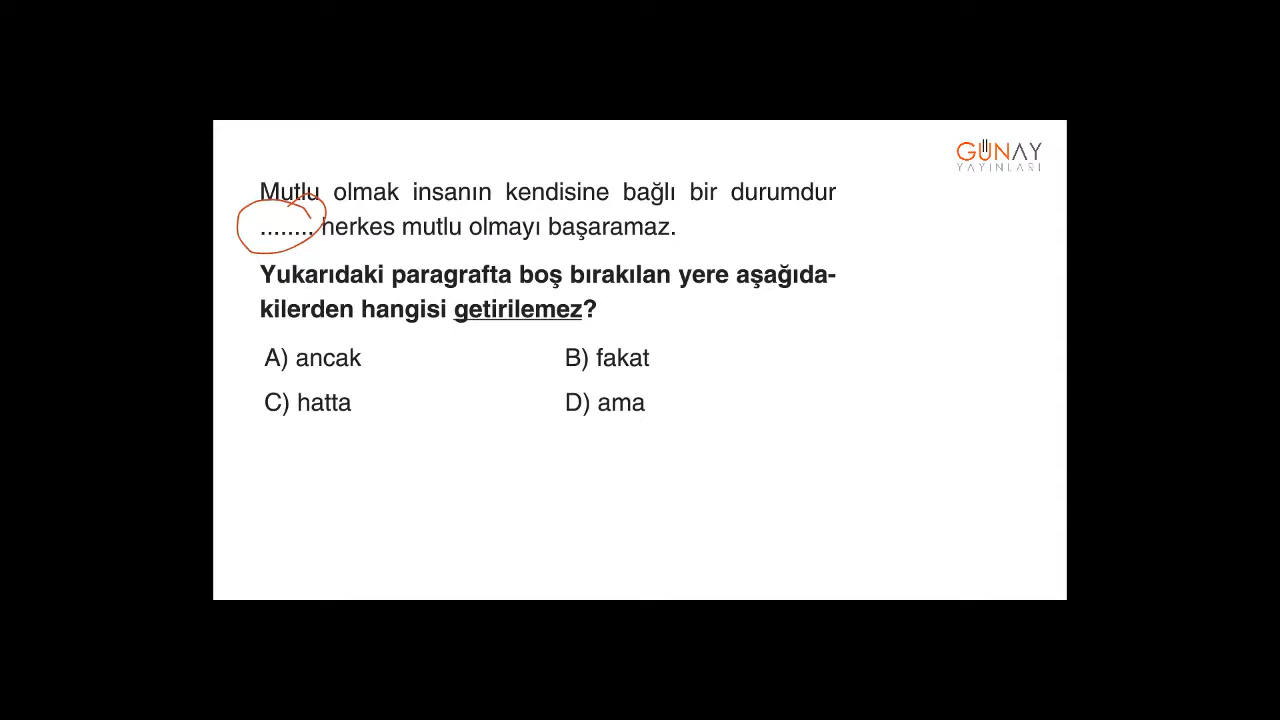 GÜNAY
YAYINLARI
Mutlu olmak insanın kendisine bağlı bir durumdur
........ herkes mutlu olmayı başaramaz.
Yukarıdaki paragrafta boş bırakılan yere aşağıda-
kilerden hangisi getirilemez?
A) ancak B) fakat
C) hatta D) ama